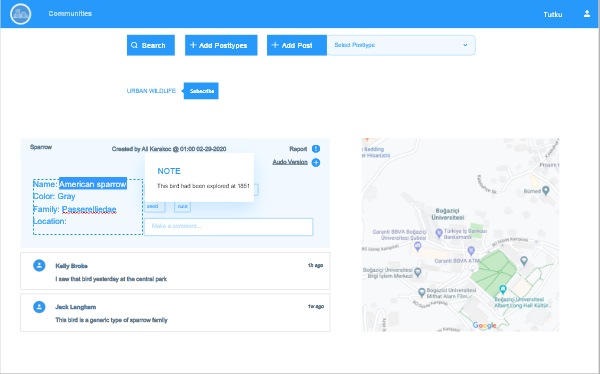 Communities
Tutku
Search
Add Posttypes
Add Post
Select Posttype
URBAN WILDLIFE
Subscribe
Sparrow
Created by Ali Karakoc @ 01:00 02-29-2020
Report
Audo Version
NOTE
This bird had been explored at 1851
Name: American sparrow
Color: Gray
Family: Passerelliedae
Location:
Make a comment...
Kelly Broke
1h ago
I saw that bird yesterday at the central park
Jack Langham
1w ago
This bird is a generic type of sparrow family
Bümed
Boğaziçi
Üniversitesi
Garanti BBVA Boğaziçi
Üniversitesi Şubesi
Türkiye İş Bankası
Bankamatik
Garanti BBVA ATM
Boğaziçi Üniversitesi
Bilgi İşlem Merkezi
Boğaziçi Üniversitesi
Mithat Alam Film...
Boğaziçi Üniversitesi
Albert Long Hall Kültür...
Google